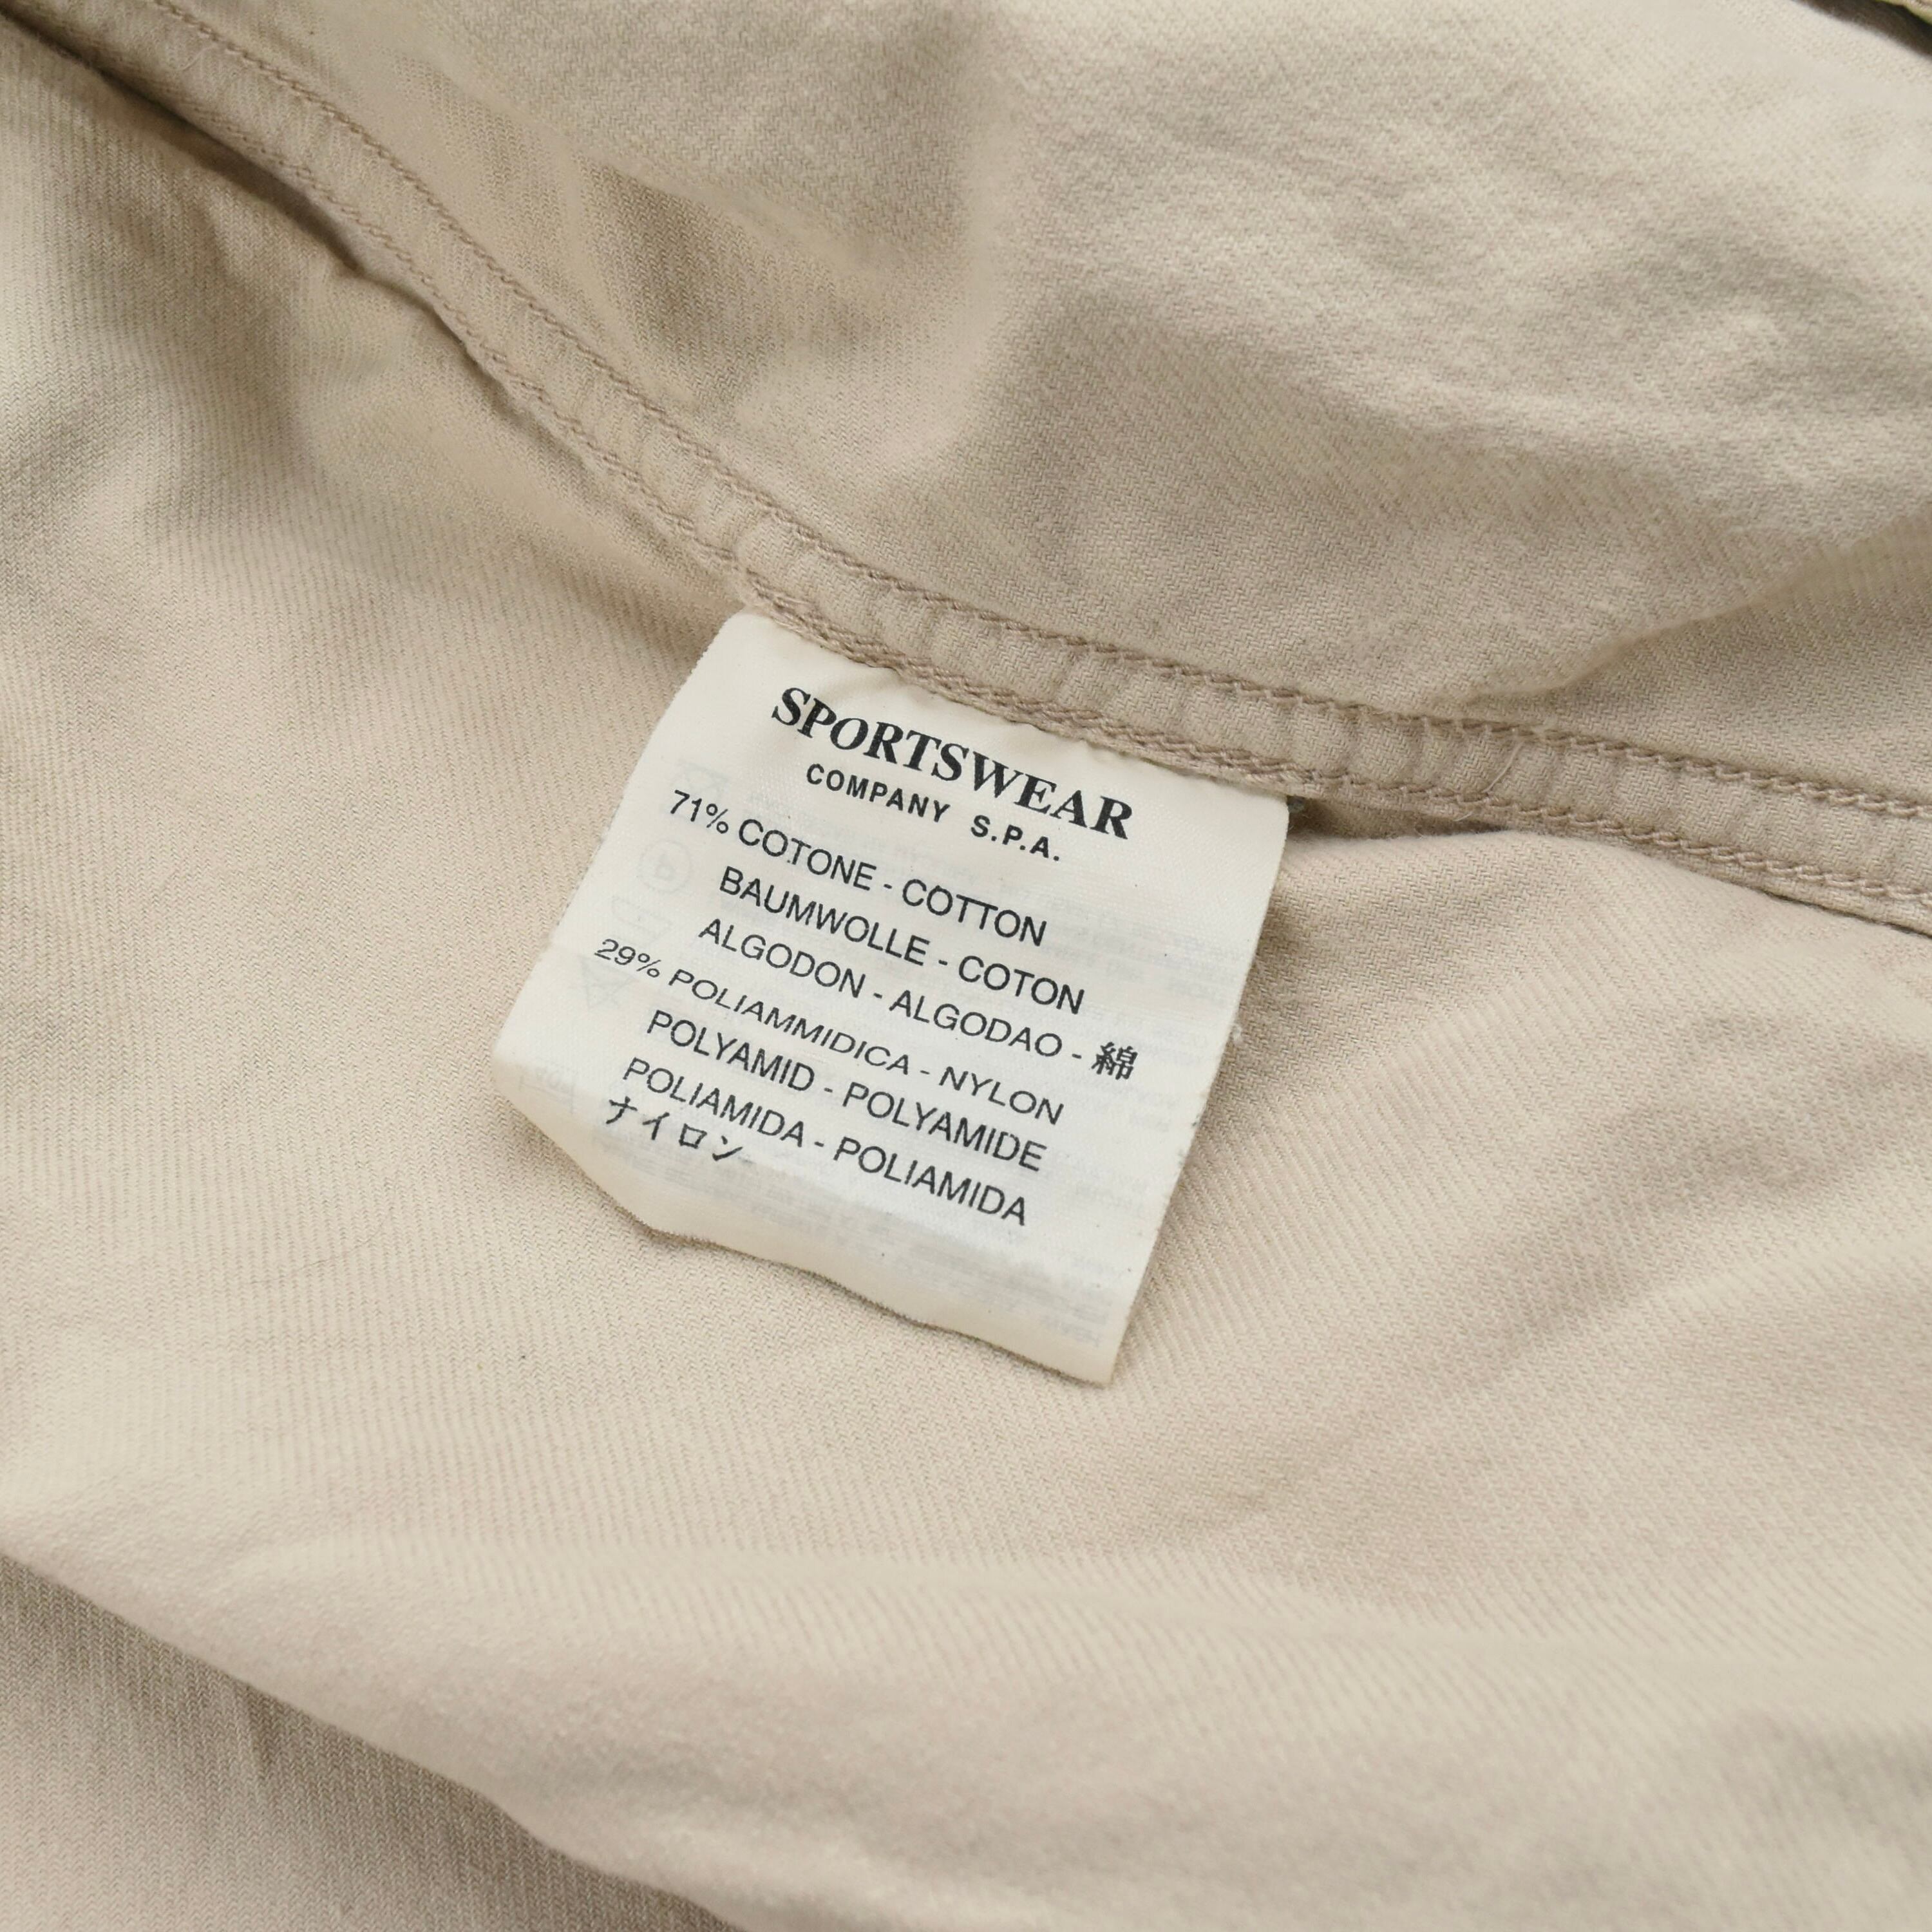 SPORTSWEAR
COMPANY S.P.A.
71% COTONE - COTTON
BAUMWOLLE - COTON
ALGODON - ALGODAO - 綿
29% POLIAMMIDICA - NYLON
POLYAMID - POLYAMIDE
POLIAMIDA - POLIAMIDA
ナイロン